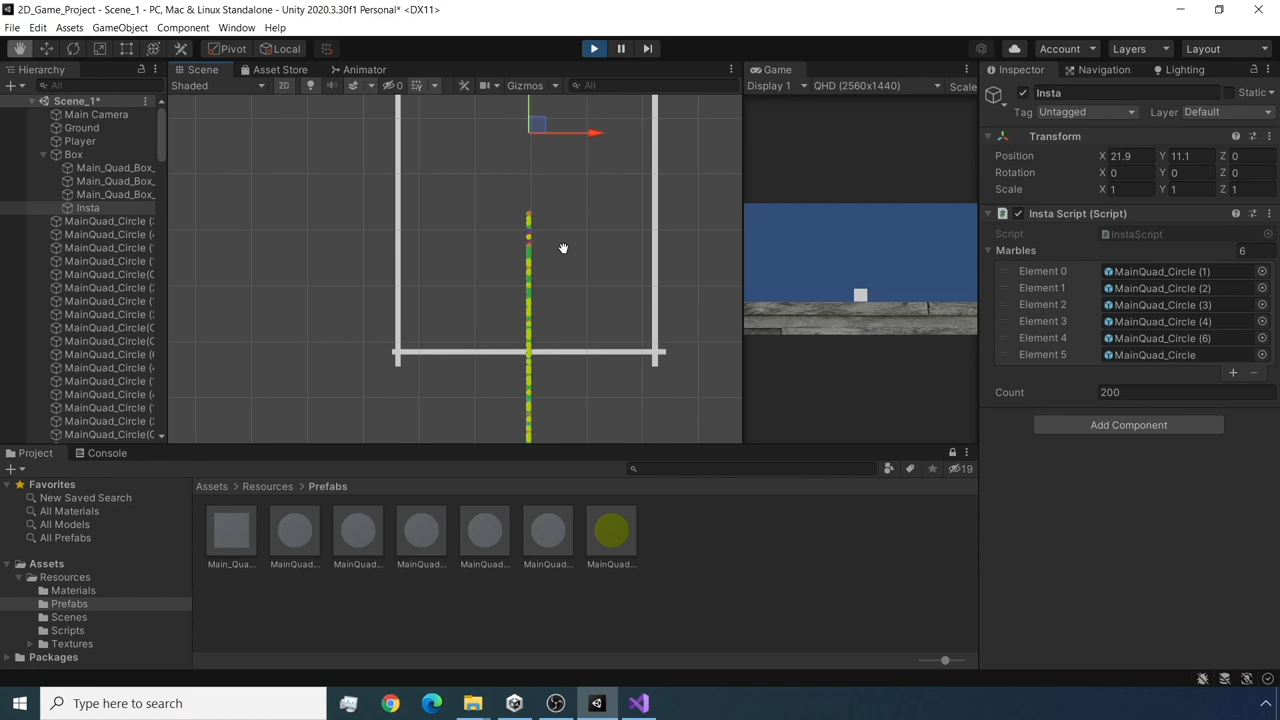 2D_Game_Project - Scene_1 - PC, Mac & Linux Standalone - Unity 2020.3.30f1 Personal* <DX11>
File Edit Assets GameObject Component Window Help
Pivot Local Account Layers Layout
Hierarchy
All
Scene_1*
Main Camera
Ground
Player
Box
Main_Quad_Box_
Main_Quad_Box_
Main_Quad_Box_
Insta
MainQuad_Circle (
MainQuad_Circle (
MainQuad_Circle (
MainQuad_Circle (
MainQuad_Circle(C
MainQuad_Circle (
MainQuad_Circle (
MainQuad_Circle (
MainQuad_Circle(C
MainQuad_Circle(C
MainQuad_Circle (
MainQuad_Circle (
MainQuad_Circle (
MainQuad_Circle (
MainQuad_Circle (
MainQuad_Circle (
MainQuad_Circle(C
Scene Asset Store Animator
Shaded 2D 0 Gizmos All
Game
Display 1 QHD (2560x1440) Scale
Inspector Navigation Lighting
Insta Static
Tag Untagged Layer Default
Transform
Position X 21.9 Y 11.1 Z 0
Rotation X 0 Y 0 Z 0
Scale X 1 Y 1 Z 1
Insta Script (Script)
Script InstaScript
Marbles 6
Element 0 MainQuad_Circle (1)
Element 1 MainQuad_Circle (2)
Element 2 MainQuad_Circle (3)
Element 3 MainQuad_Circle (4)
Element 4 MainQuad_Circle (6)
Element 5 MainQuad_Circle
Count 200
Add Component
Project Console
19
Favorites
New Saved Search
All Materials
All Models
All Prefabs
Assets
Resources
Materials
Prefabs
Scenes
Scripts
Textures
Packages
Assets Resources Prefabs
Main_Qua... MainQuad... MainQuad... MainQuad... MainQuad... MainQuad... MainQuad...
Type here to search